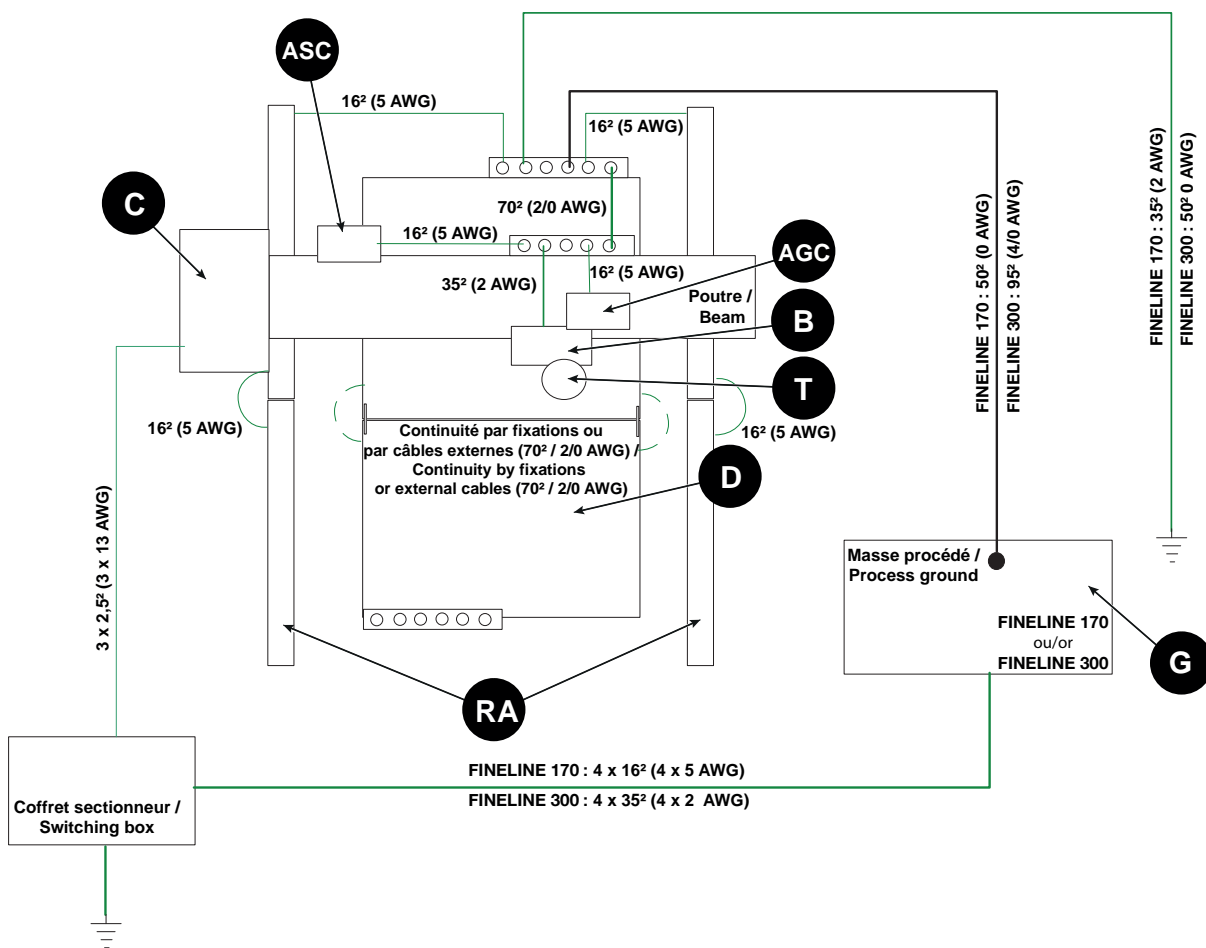 ASC
16² (5 AWG)
16² (5 AWG)
C
70² (2/0 AWG)
16² (5 AWG)
AGC
35² (2 AWG)
16² (5 AWG)
Poutre /
Beam
B
T
FINELINE 170 : 50² (0 AWG)
FINELINE 300 : 95² (4/0 AWG)
FINELINE 170 : 35² (2 AWG)
FINELINE 300 : 50² 0 AWG)
16² (5 AWG)
16² (5 AWG)
Continuité par fixations ou
par câbles externes (70² / 2/0 AWG) /
Continuity by fixations
or external cables (70² / 2/0 AWG)
D
3 x 2,5² (3 x 13 AWG)
Masse procédé /
Process ground
FINELINE 170
ou/or
FINELINE 300
G
RA
FINELINE 170 : 4 x 16² (4 x 5 AWG)
FINELINE 300 : 4 x 35² (4 x 2 AWG)
Coffret sectionneur /
Switching box